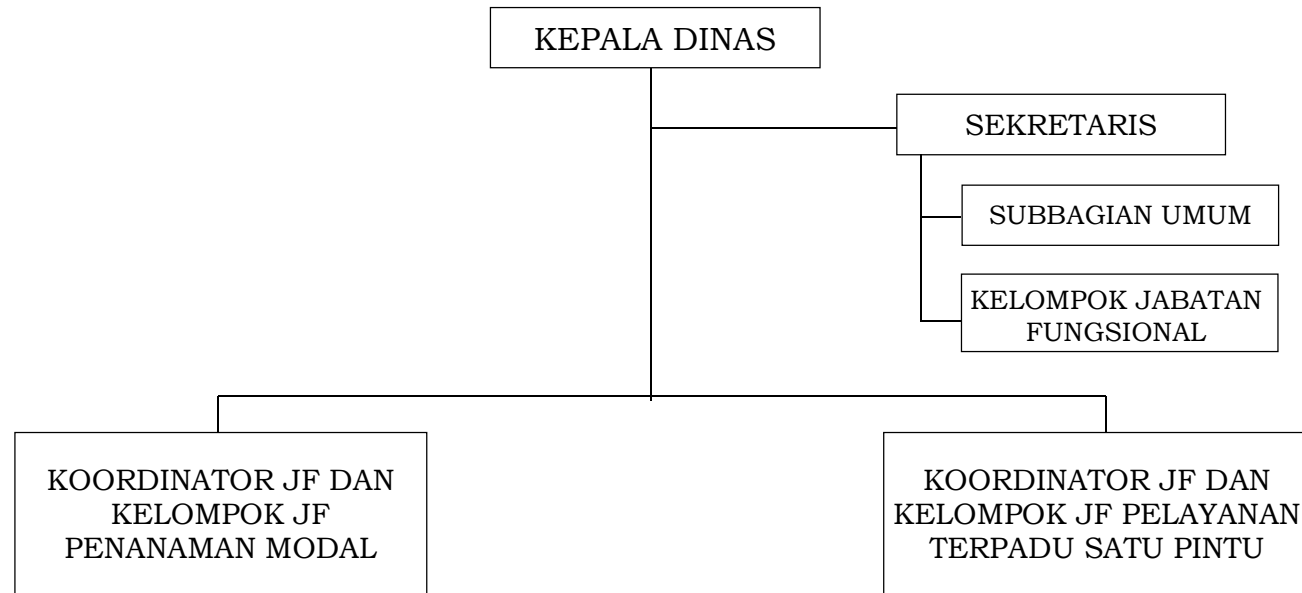 KEPALA DINAS
SEKRETARIS
SUBBAGIAN UMUM
KELOMPOK JABATAN
FUNGSIONAL
KOORDINATOR JF DAN
KELOMPOK JF
PENANAMAN MODAL
KOORDINATOR JF DAN
KELOMPOK JF PELAYANAN
TERPADU SATU PINTU